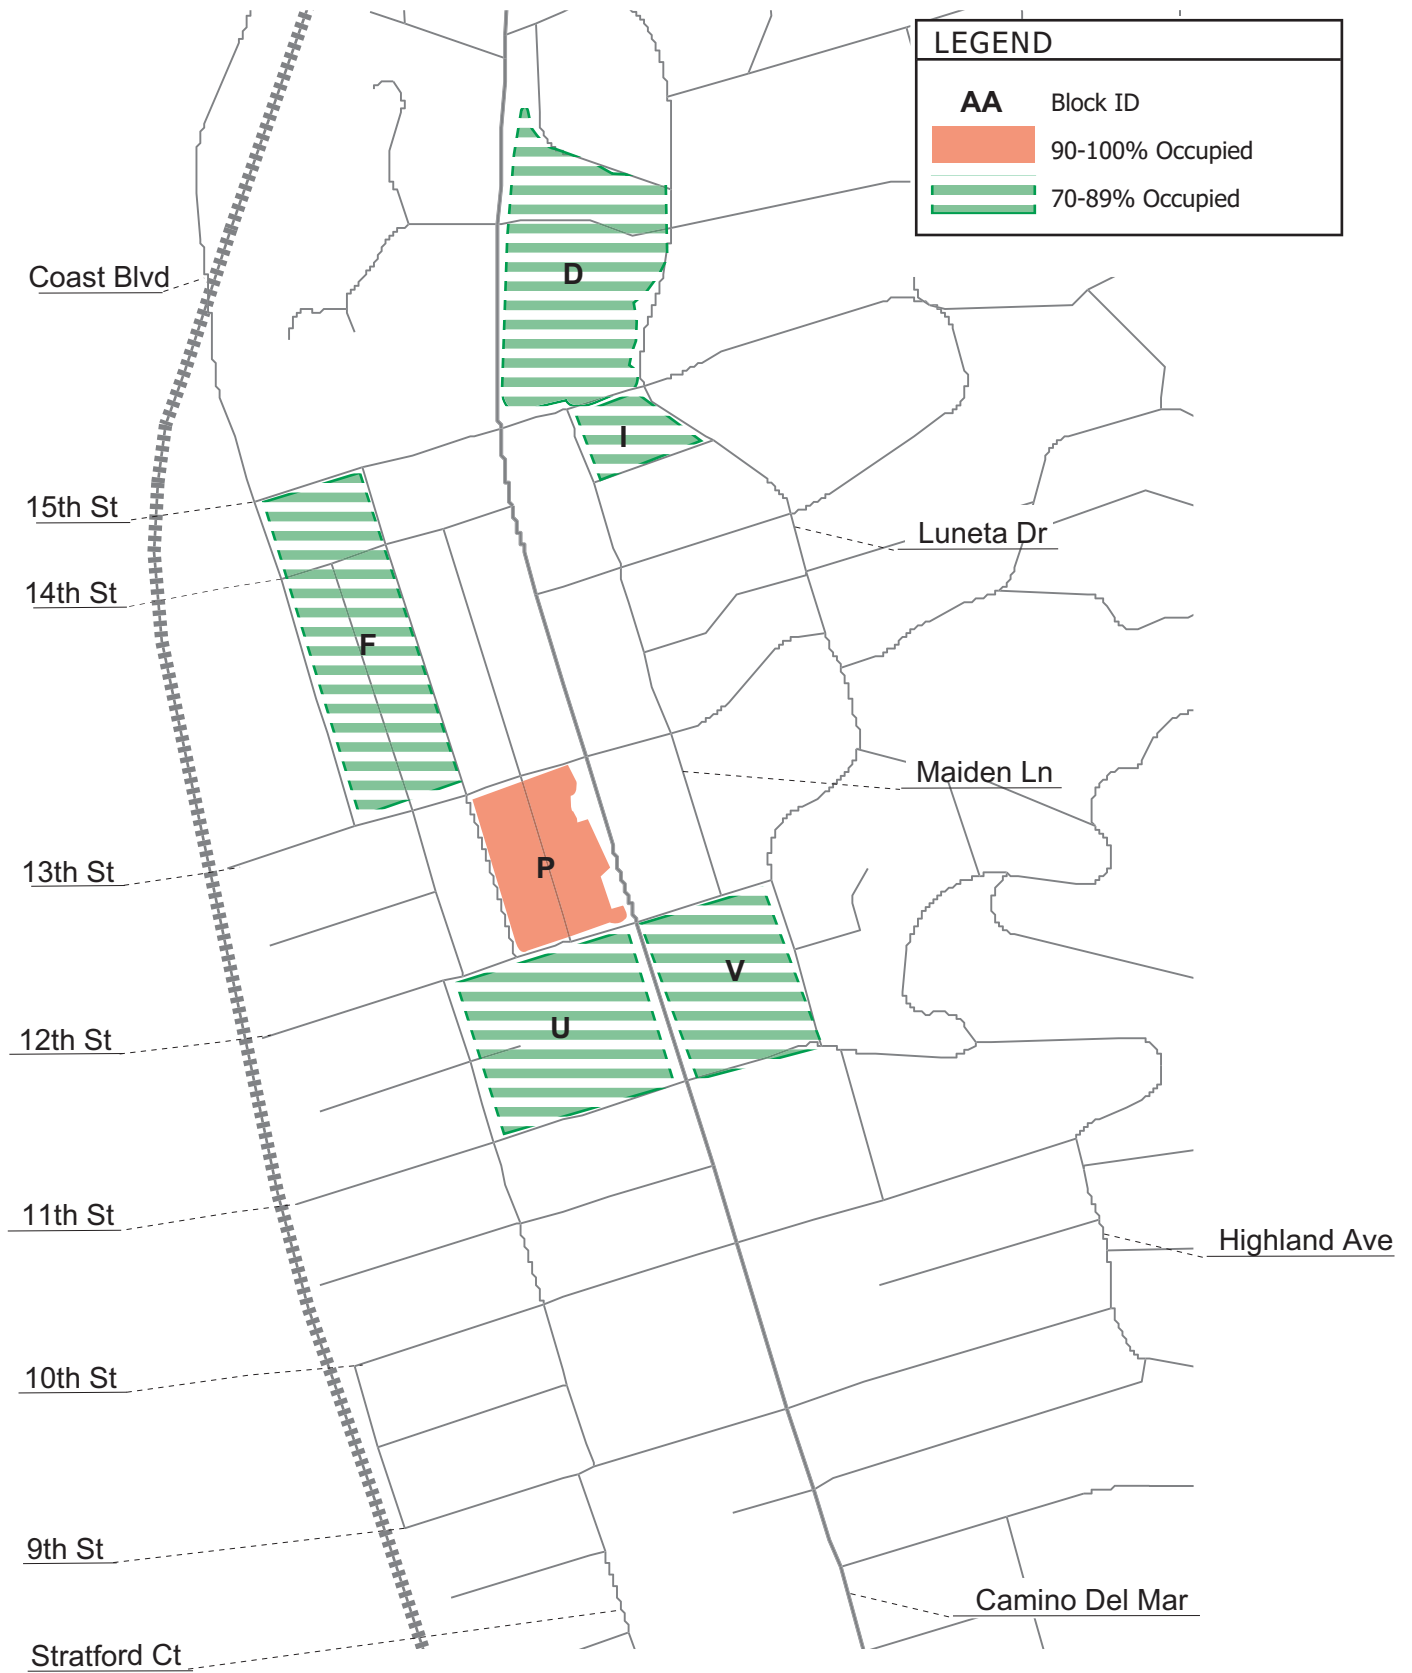 LEGEND
AA Block ID
90-100% Occupied
70-89% Occupied
Coast Blvd
D
I
15th St
Luneta Dr
14th St
F
Maiden Ln
P
13th St
V
U
12th St
11th St
Highland Ave
10th St
9th St
Camino Del Mar
Stratford Ct